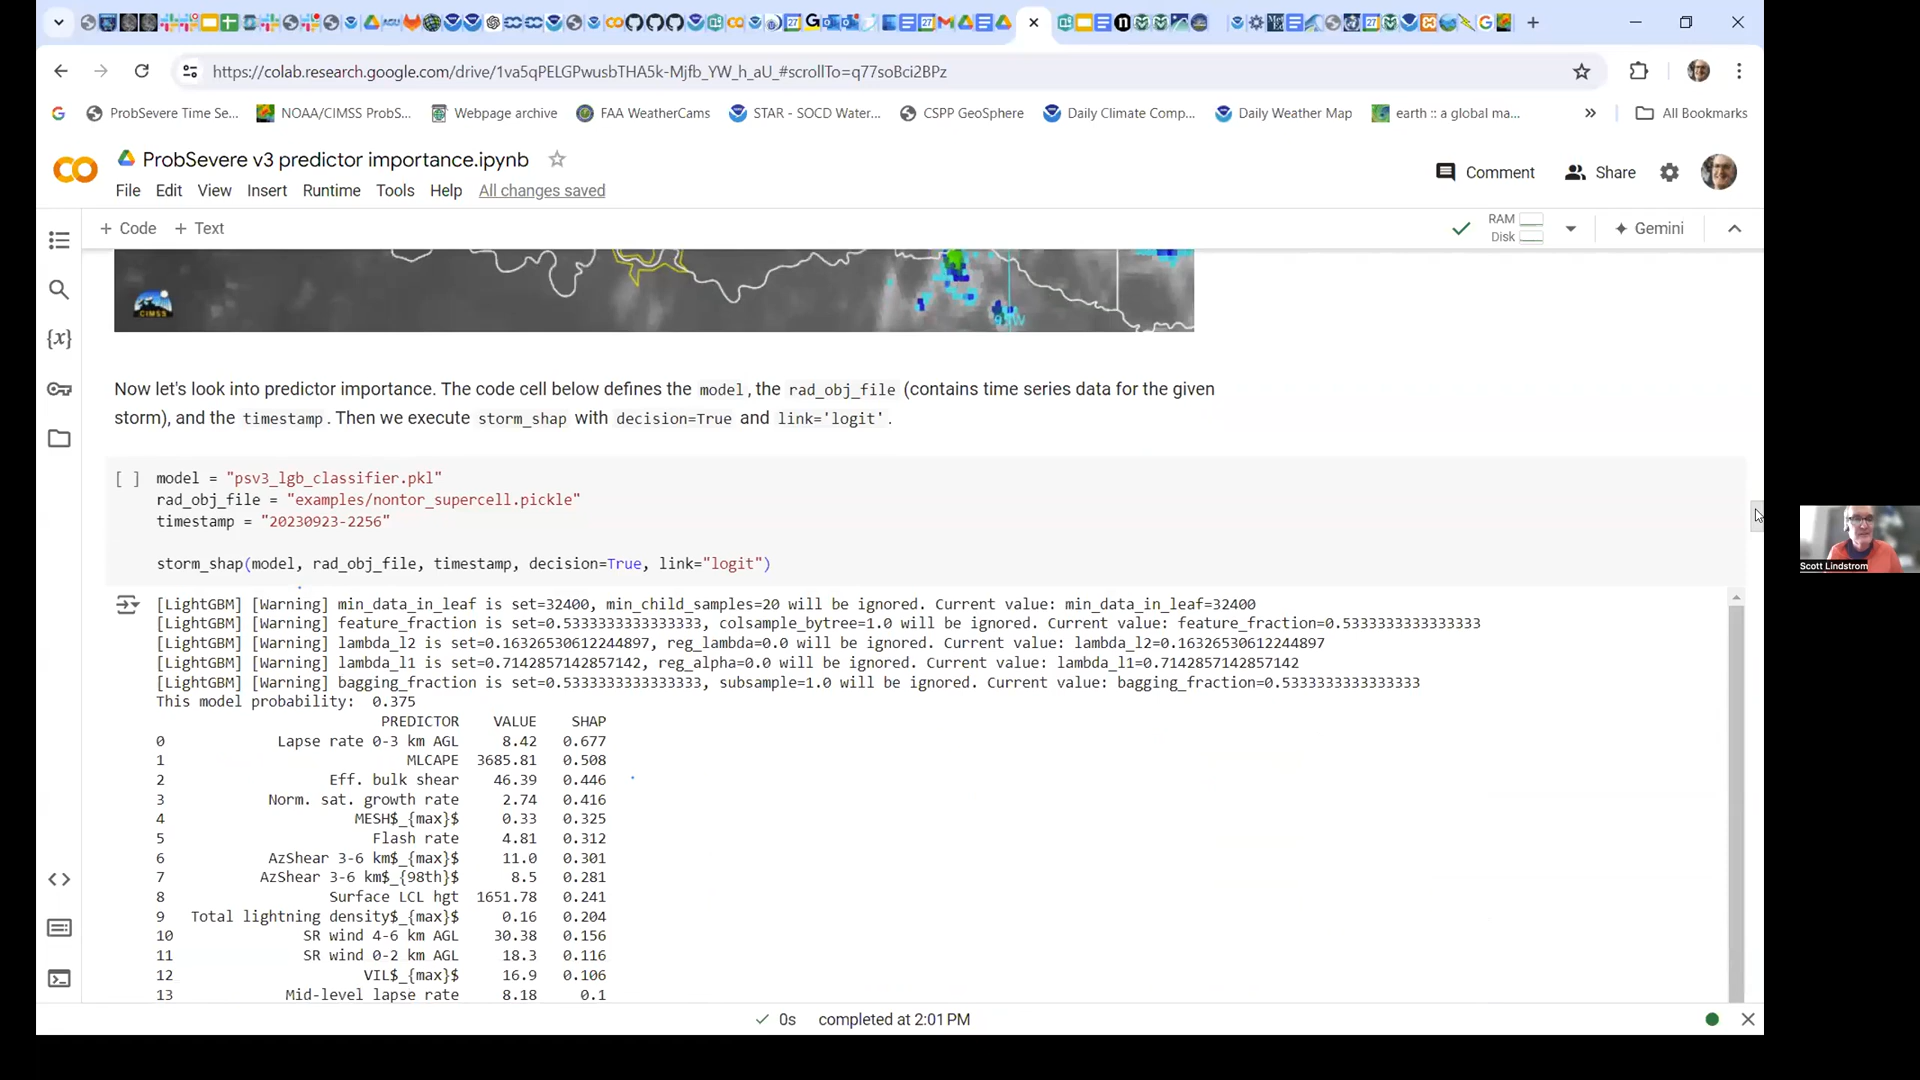 https://colab.research.google.com/drive/1va5qPELGPwusbTHA5k-Mjfb_YW_h_aU_#scrollTo=q77soBci2BPz
ProbSevere Time Se...
NOAA/CIMSS ProbS...
Webpage archive
FAA WeatherCams
STAR - SOCD Water...
CSPP GeoSphere
Daily Climate Comp...
Daily Weather Map
earth :: a global ma...
All Bookmarks
ProbSevere v3 predictor importance.ipynb
Comment
Share
File Edit View Insert Runtime Tools Help All changes saved
+ Code + Text
RAM
Disk
Gemini
CIMSS
Now let's look into predictor importance. The code cell below defines the model, the rad_obj_file (contains time series data for the given
storm), and the timestamp. Then we execute storm_shap with decision=True and link='logit'.
[ ] model = "psv3_lgb_classifier.pkl"
rad_obj_file = "examples/nontor_supercell.pickle"
timestamp = "20230923-2256"
storm_shap(model, rad_obj_file, timestamp, decision=True, link="logit")
[LightGBM] [Warning] min_data_in_leaf is set=32400, min_child_samples=20 will be ignored. Current value: min_data_in_leaf=32400
[LightGBM] [Warning] feature_fraction is set=0.5333333333333333, colsample_bytree=1.0 will be ignored. Current value: feature_fraction=0.5333333333333333
[LightGBM] [Warning] lambda_l2 is set=0.16326530612244897, reg_lambda=0.0 will be ignored. Current value: lambda_l2=0.16326530612244897
[LightGBM] [Warning] lambda_l1 is set=0.7142857142857142, reg_alpha=0.0 will be ignored. Current value: lambda_l1=0.7142857142857142
[LightGBM] [Warning] bagging_fraction is set=0.5333333333333333, subsample=1.0 will be ignored. Current value: bagging_fraction=0.5333333333333333
This model probability: 0.375
PREDICTOR VALUE SHAP
0 Lapse rate 0-3 km AGL 8.42 0.677
1 MLCAPE 3685.81 0.508
2 Eff. bulk shear 46.39 0.446
3 Norm. sat. growth rate 2.74 0.416
4 MESH$_{max}$ 0.33 0.325
5 Flash rate 4.81 0.312
6 AzShear 3-6 km$_{max}$ 11.0 0.301
7 AzShear 3-6 km$_{98th}$ 8.5 0.281
8 Surface LCL hgt 1651.78 0.241
9 Total lightning density$_{max}$ 0.16 0.204
10 SR wind 4-6 km AGL 30.38 0.156
11 SR wind 0-2 km AGL 18.3 0.116
12 VIL$_{max}$ 16.9 0.106
13 Mid-level lapse rate 8.18 0.1
0s completed at 2:01 PM
Scott Lindstrom